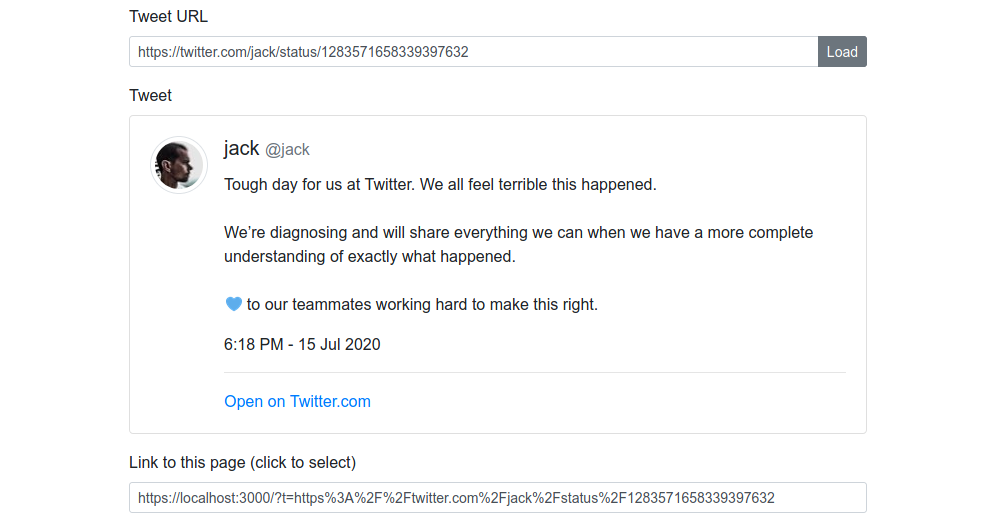 Tweet URL
https://twitter.com/jack/status/1283571658339397632
Load
Tweet
jack @jack
Tough day for us at Twitter. We all feel terrible this happened.
We’re diagnosing and will share everything we can when we have a more complete
understanding of exactly what happened.
💙 to our teammates working hard to make this right.
6:18 PM - 15 Jul 2020
Open on Twitter.com
Link to this page (click to select)
https://localhost:3000/?t=https%3A%2F%2Ftwitter.com%2Fjack%2Fstatus%2F1283571658339397632